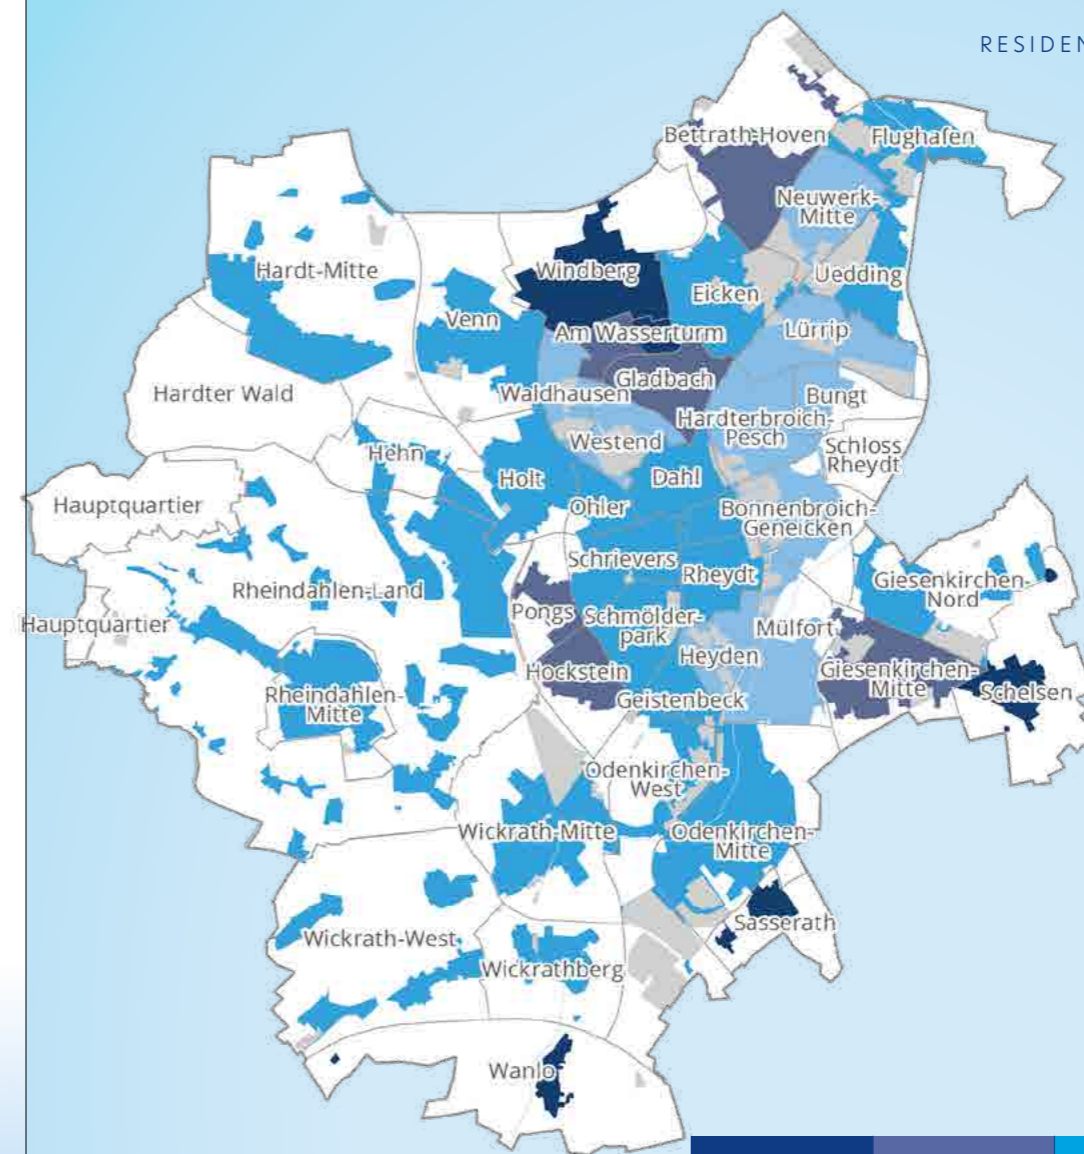 RESIDEN
Bettrath-Hoven
Flughafen
Neuwerk-
Mitte
Hardt-Mitte
Windberg
Eicken
Uedding
Venn
Am Wasserturm
Lürrip
Gladbach
Hardter Wald
Waldhausen
Bungt
Hardterbroich-
Pesch
Westend
Schloss
Rheydt
Hehn
Holt
Dahl
Hauptquartier
Ohler
Bonnenbroich-
Geneicken
Schrievers
Rheydt
Giesenkirchen-
Nord
Rheindahlen-Land
Pongs
Schmölder-
park
Hauptquartier
Mülfort
Heyden
Hockstein
Giesenkirchen-
Mitte
Schelsen
Rheindahlen-
Mitte
Geistenbeck
Odenkirchen-
West
Wickrath-Mitte
Odenkirchen-
Mitte
Sasserath
Wickrath-West
Wickrathberg
Wanlo